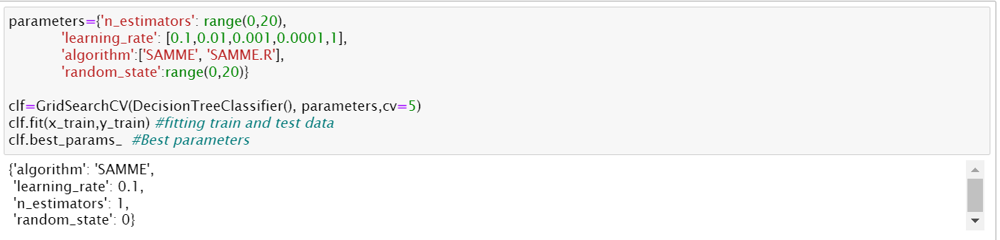 parameters={'n_estimators': range(0,20),
'learning_rate': [0.1,0.01,0.001,0.0001,1],
'algorithm':['SAMME', 'SAMME.R'],
'random_state':range(0,20)}
clf=GridSearchCV(DecisionTreeClassifier(), parameters,cv=5)
clf.fit(x_train,y_train) #fitting train and test data
clf.best_params_  #Best parameters
{'algorithm': 'SAMME',
'learning_rate': 0.1,
'n_estimators': 1,
'random_state': 0}